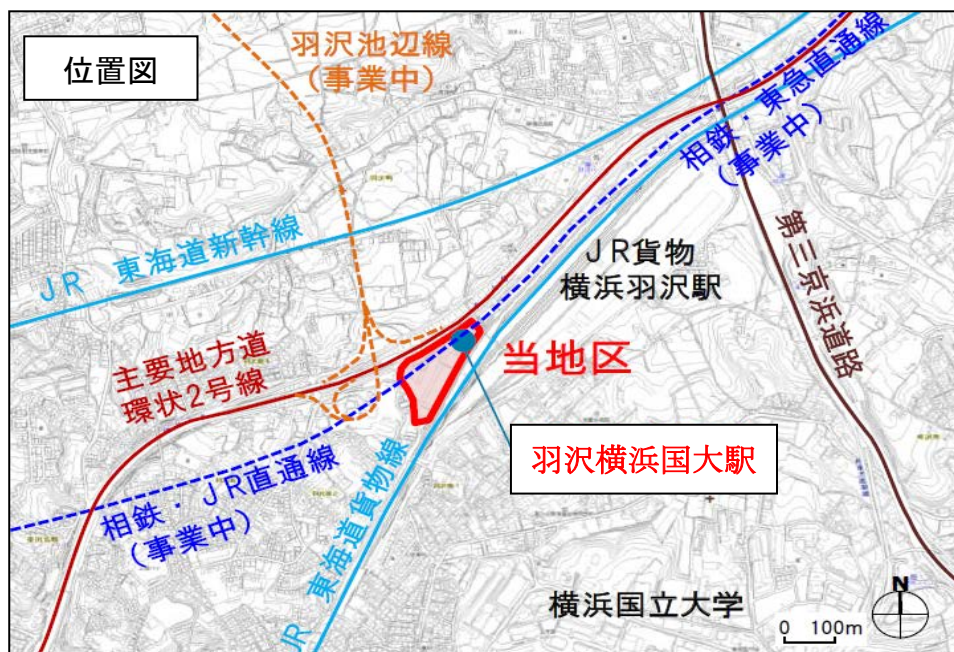 位置図
羽沢池辺線
（事業中）
相鉄・東急直通線
（事業中）
JR 東海道新幹線
JR貨物
横浜羽沢駅
第三京浜道路
主要地方道
環状2号線
当地区
羽沢横浜国大駅
相鉄・JR直通線
（事業中）
JR 東海道貨物線
横浜国立大学
N
0 100m